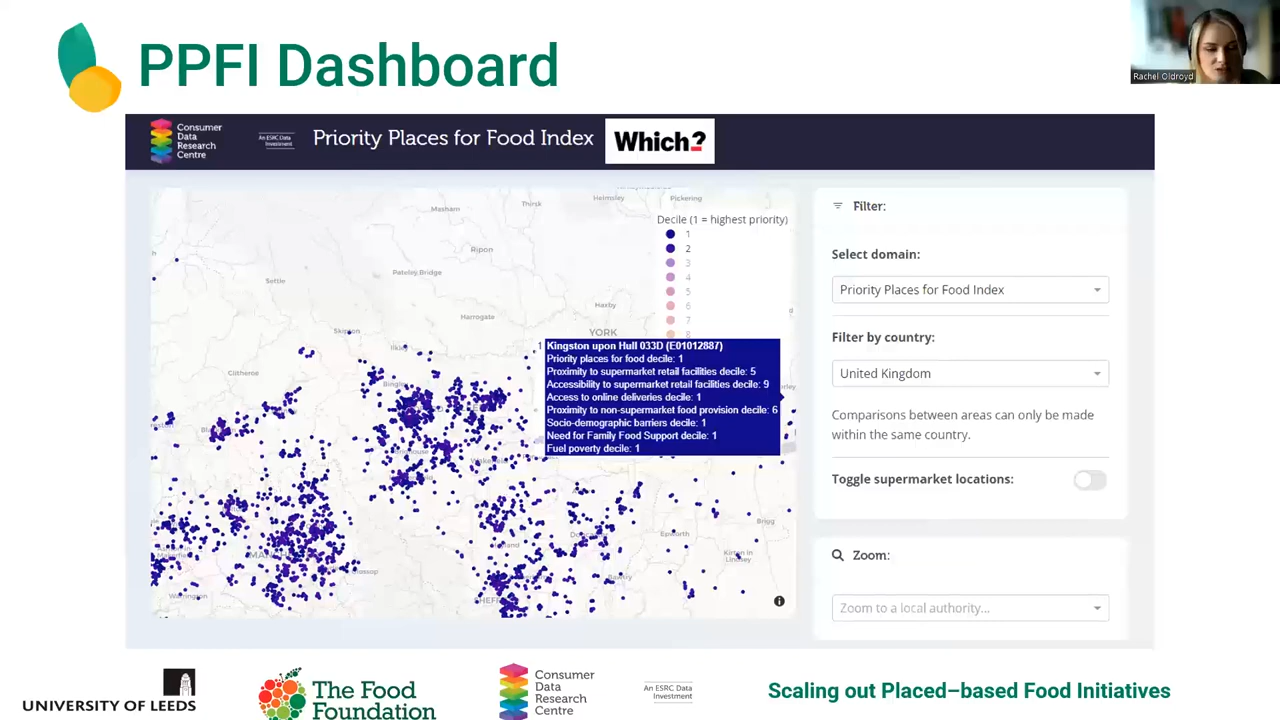 PPFI Dashboard
Rachel Oldroyd
Consumer
Data
Research
Centre
An ESRC Data
Investment
Priority Places for Food Index
Which?
Helmsley
Pickering
Thirsk
Masham
Decile (1 = highest priority)
1
2
3
4
5
6
7
8
Ripon
Pateley Bridge
Settle
Haxby
Harrogate
YORK
Skipton
Ilkley
Clitheroe
Kingston upon Hull 033D (E01012887)
Priority places for food decile: 1
Proximity to supermarket retail facilities decile: 5
Accessibility to supermarket retail facilities decile: 9
Access to online deliveries decile: 1
Proximity to non-supermarket food provision decile: 6
Socio-demographic barriers decile: 1
Need for Family Food Support decile: 1
Fuel poverty decile: 1
Epworth
Brigg
Kirton in
Lindsey
Warrington
Filter:
Select domain:
Priority Places for Food Index
Filter by country:
United Kingdom
Comparisons between areas can only be made
within the same country.
Toggle supermarket locations:
Zoom:
Zoom to a local authority...
UNIVERSITY OF LEEDS
The Food
Foundation
Consumer
Data
Research
Centre
An ESRC Data
Investment
Scaling out Placed–based Food Initiatives